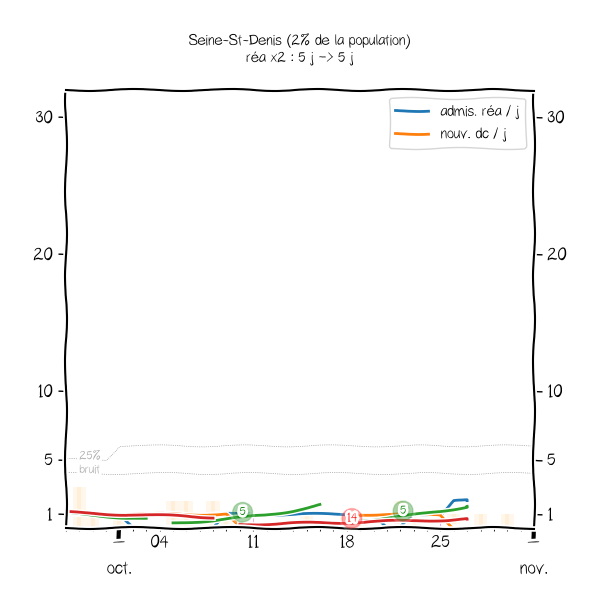 Seine-St-Denis (2% de la population)
réa x2 : 5 j -> 5 j
admis. réa / j
nouv. dc / j
30
30
20
20
10
10
5
5
25%
bruit
1
1
5
14
5
04
11
18
25
oct.
nov.